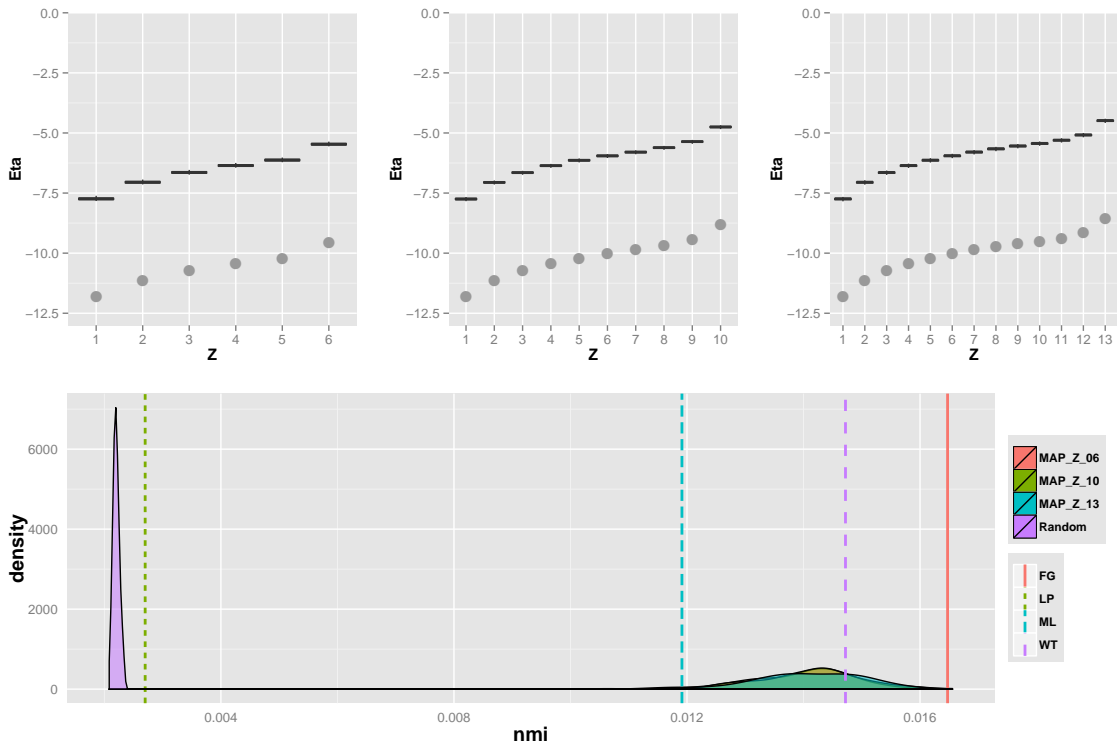 0.0
−2.5
−5.0
−7.5
−10.0
−12.5
Eta
1 2 3 4 5 6
Z
0.0
−2.5
−5.0
−7.5
−10.0
−12.5
Eta
1 2 3 4 5 6 7 8 9 10
Z
0.0
−2.5
−5.0
−7.5
−10.0
−12.5
Eta
1 2 3 4 5 6 7 8 9 10 11 12 13
Z
6000
4000
2000
0
density
0.004 0.008 0.012 0.016
nmi
MAP_Z_06
MAP_Z_10
MAP_Z_13
Random
FG
LP
ML
WT